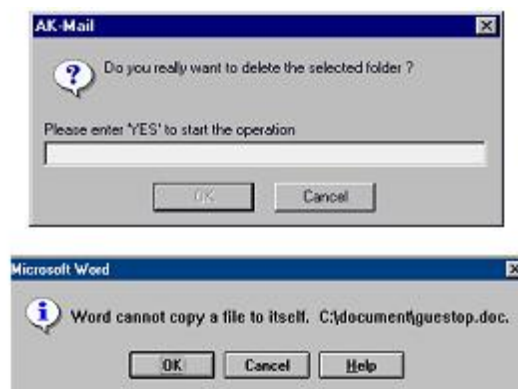 AK-Mail
Do you really want to delete the selected folder ?
Please enter "YES" to start the operation
OK
Cancel
Microsoft Word
Word cannot copy a file to itself. C:\document\guestop.doc.
OK
Cancel
Help